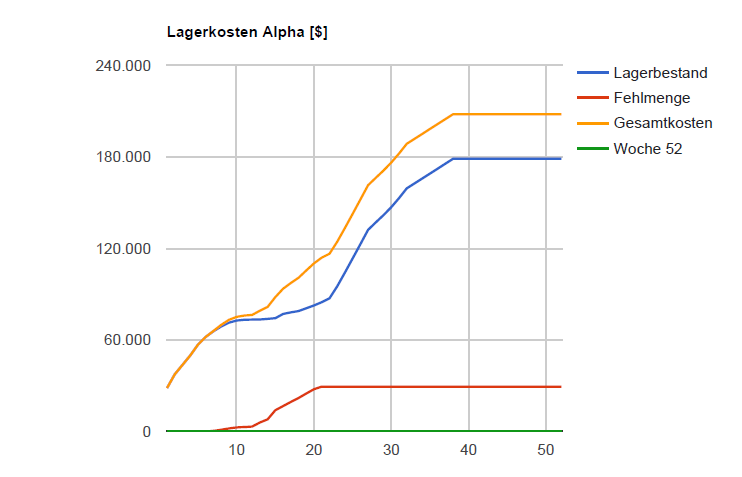 Lagerkosten Alpha [$]
240.000
180.000
120.000
60.000
0
10 20 30 40 50
Lagerbestand
Fehlmenge
Gesamtkosten
Woche 52